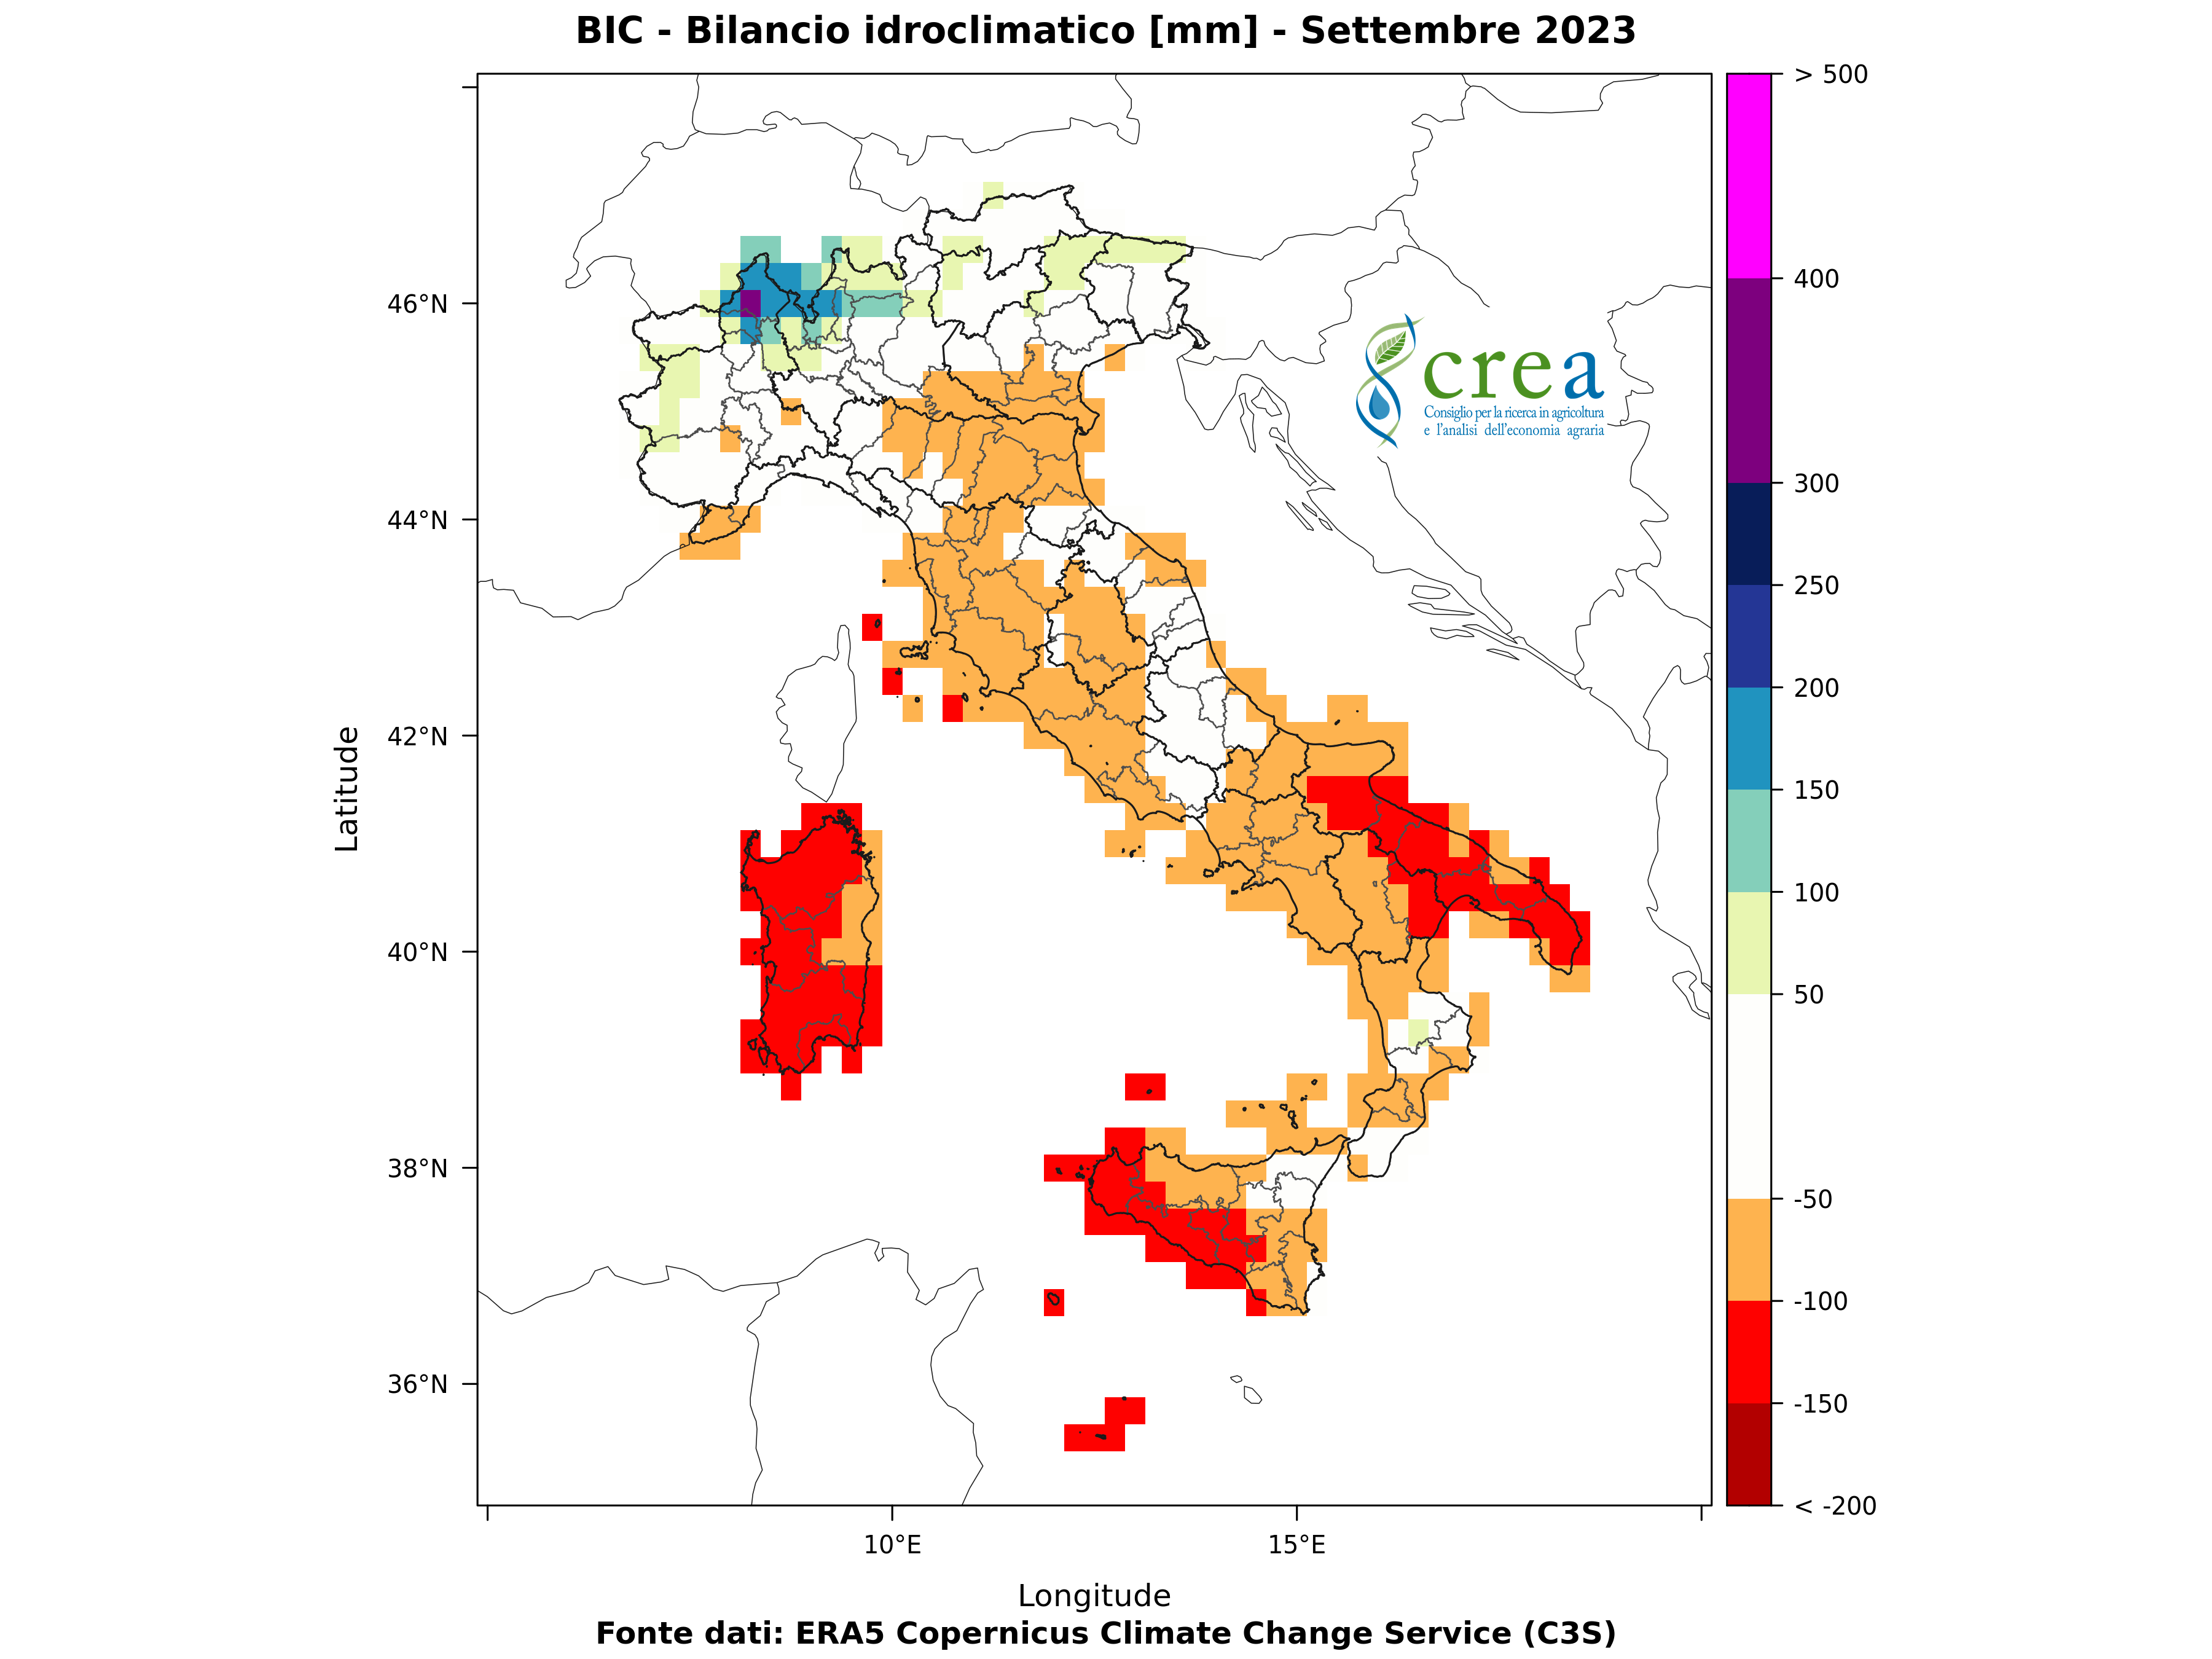 BIC - Bilancio idroclimatico [mm] - Settembre 2023
> 500
400
300
250
200
150
100
50
-50
-100
-150
< -200
crea
Consiglio per la ricerca in agricoltura
e l'analisi dell'economia agraria
Latitude
46°N
44°N
42°N
40°N
38°N
36°N
10°E
15°E
Longitude
Fonte dati: ERA5 Copernicus Climate Change Service (C3S)